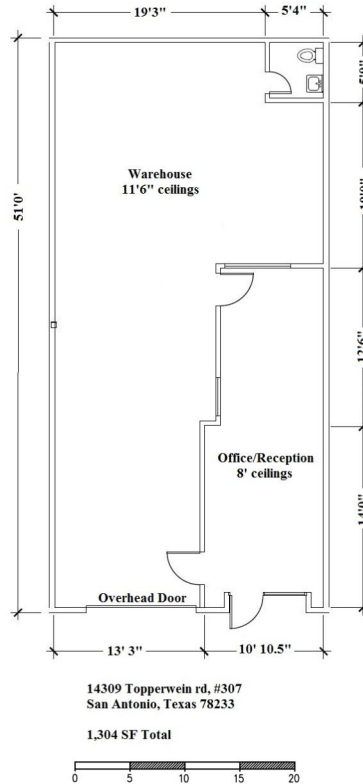 19'3"
5'4"
Warehouse
11'6" ceilings
51'0'
12'6"
Office/Reception
8' ceilings
Overhead Door
13' 3"
10' 10.5"
14309 Topperwein rd, #307
San Antonio, Texas 78233
1,304 SF Total
0 5 10 15 20